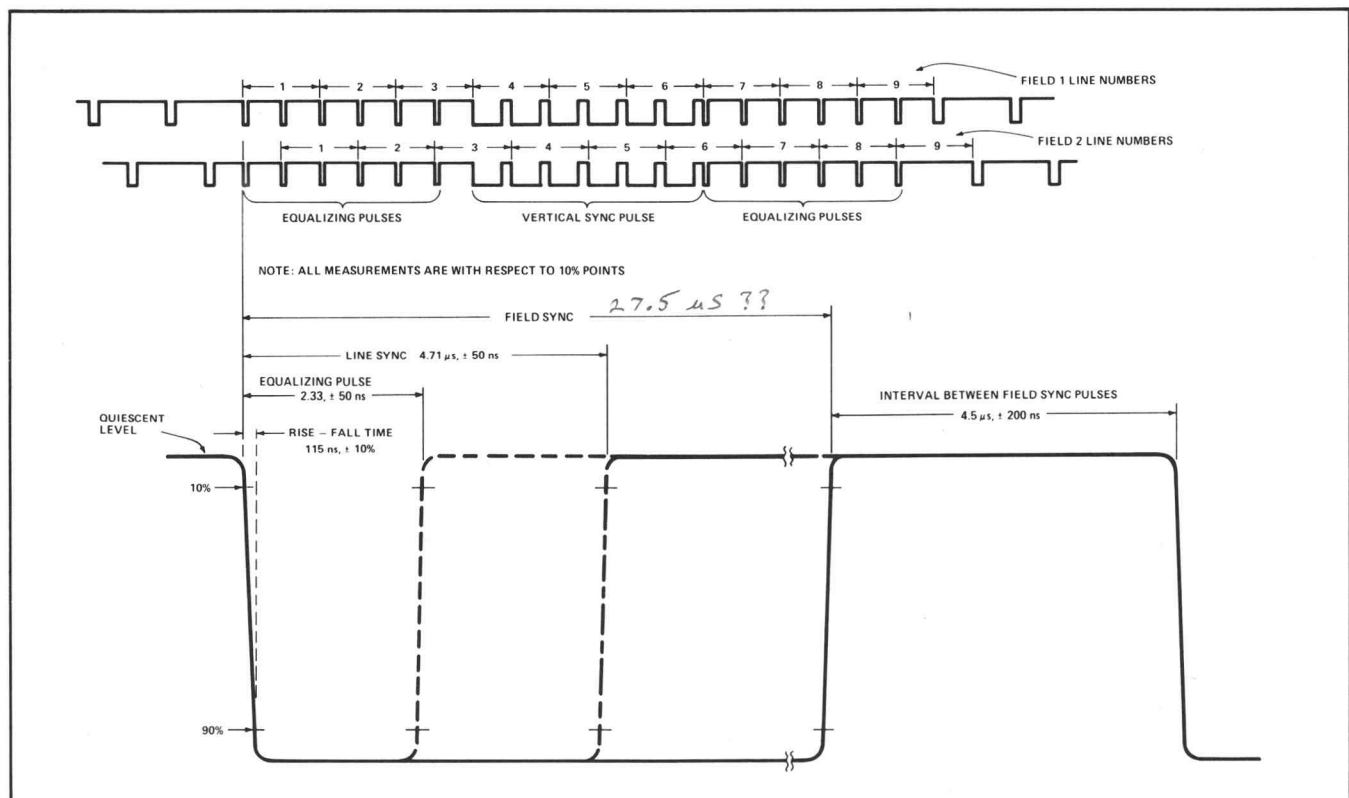 1 2 3 4 5 6 7 8 9
FIELD 1 LINE NUMBERS
1 2 3 4 5 6 7 8 9
FIELD 2 LINE NUMBERS
EQUALIZING PULSES
VERTICAL SYNC PULSE
EQUALIZING PULSES
NOTE: ALL MEASUREMENTS ARE WITH RESPECT TO 10% POINTS
27.5 us ??
FIELD SYNC
LINE SYNC 4.71 µs, ± 50 ns
EQUALIZING PULSE
2.33, ± 50 ns
INTERVAL BETWEEN FIELD SYNC PULSES
4.5 µs, ± 200 ns
QUIESCENT
LEVEL
RISE – FALL TIME
115 ns, ± 10%
10%
90%